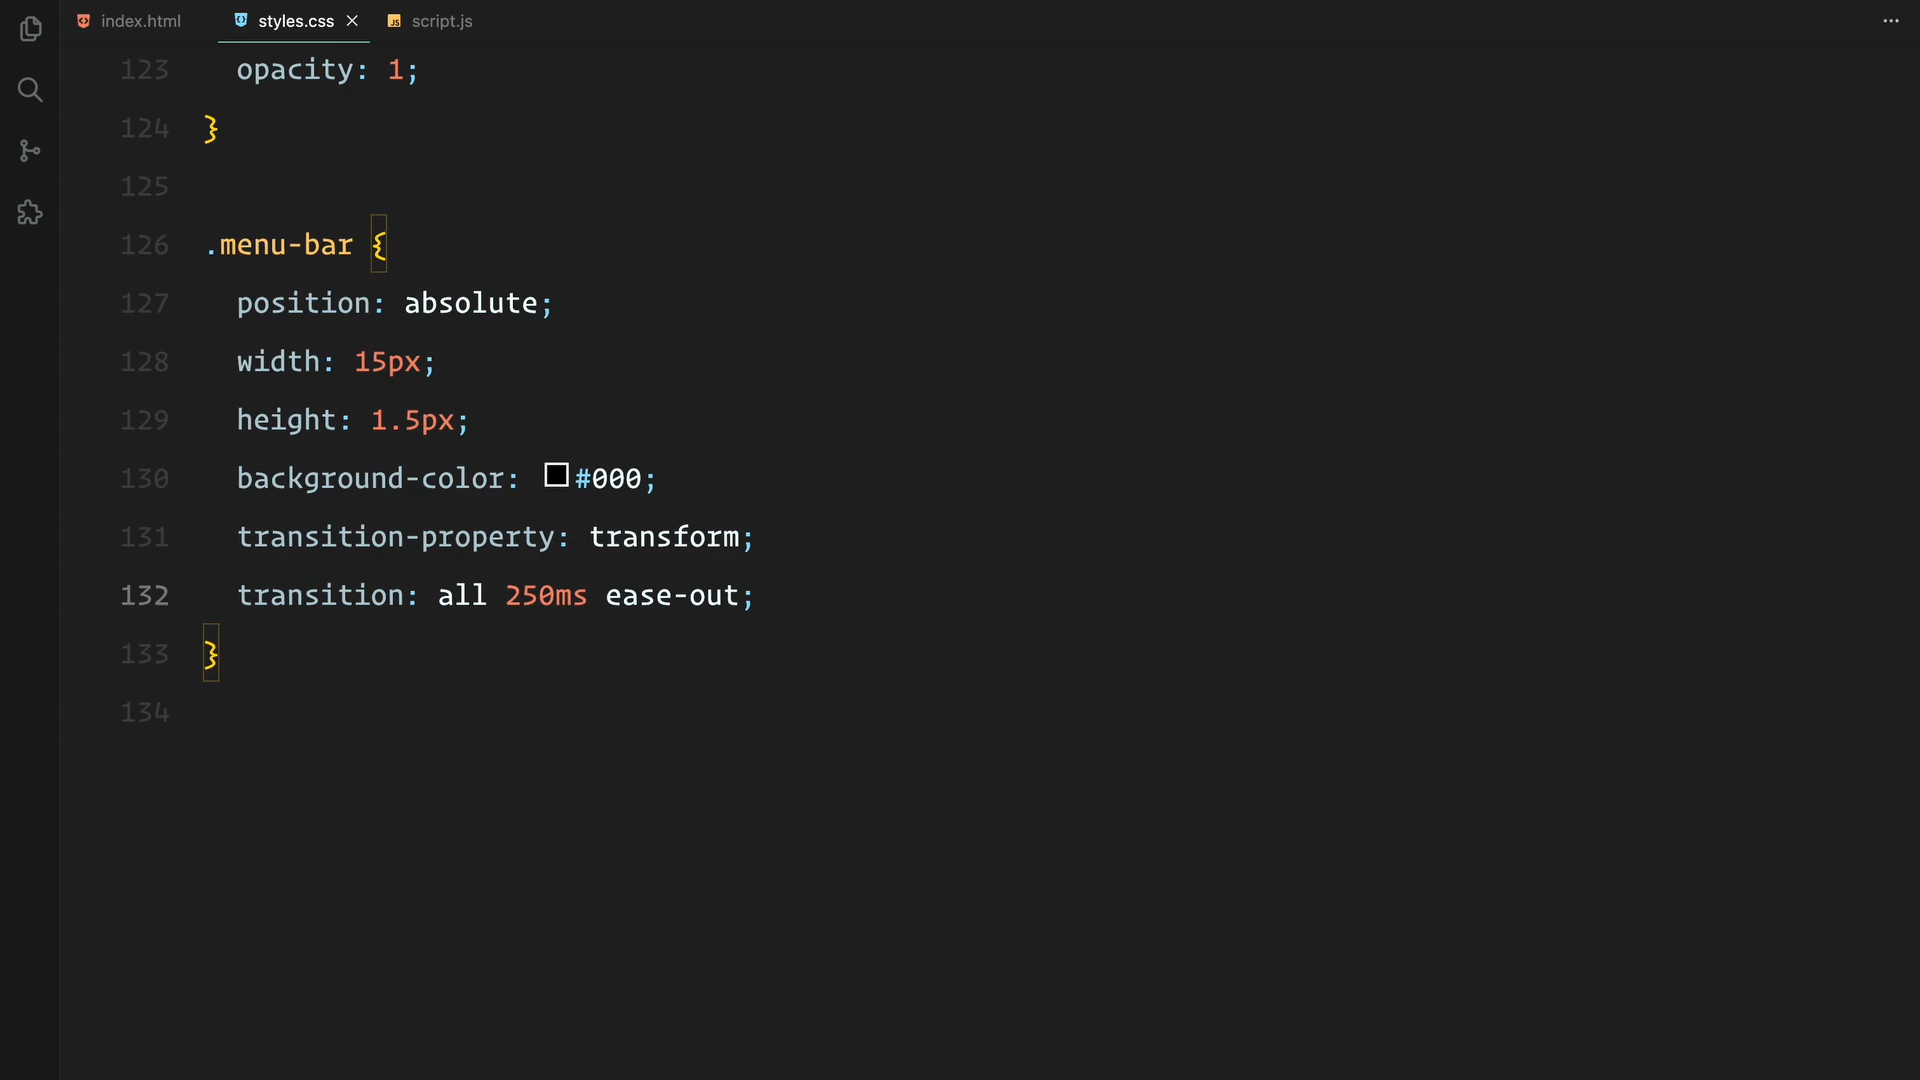 index.html styles.css script.js
123 opacity: 1;
124 }
125
126 .menu-bar {
127 position: absolute;
128 width: 15px;
129 height: 1.5px;
130 background-color: #000;
131 transition-property: transform;
132 transition: all 250ms ease-out;
133 }
134